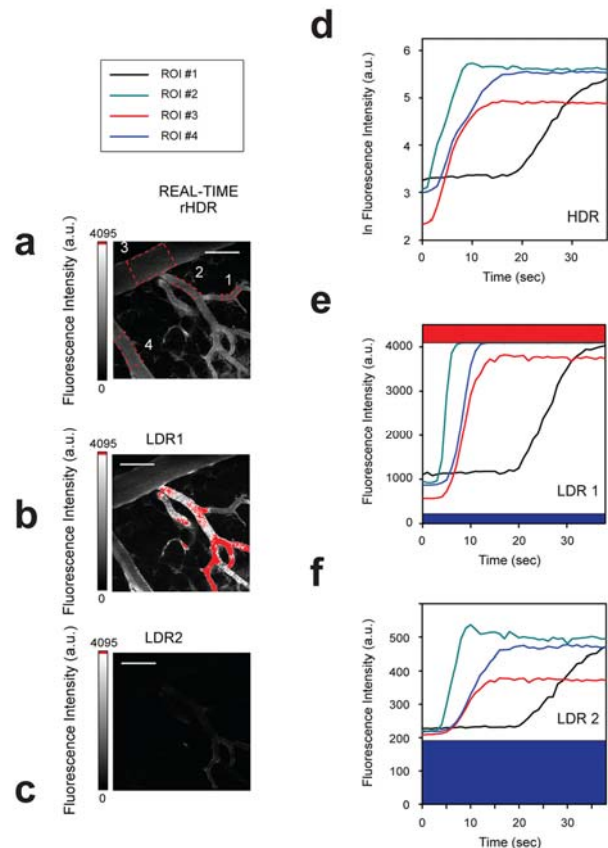 ROI #1
ROI #2
ROI #3
ROI #4
REAL-TIME
rHDR
a
Fluorescence Intensity (a.u.)
4095
0
3
2
1
4
b
LDR1
Fluorescence Intensity (a.u.)
4095
0
c
LDR2
Fluorescence Intensity (a.u.)
4095
0
d
ln Fluorescence Intensity (a.u.)
6
5
4
3
2
0 10 20 30
HDR
Time (sec)
e
Fluorescence Intensity (a.u.)
4000
3000
2000
1000
0
0 10 20 30
LDR 1
Time (sec)
f
Fluorescence Intensity (a.u.)
500
400
300
200
100
0
0 10 20 30
LDR 2
Time (sec)